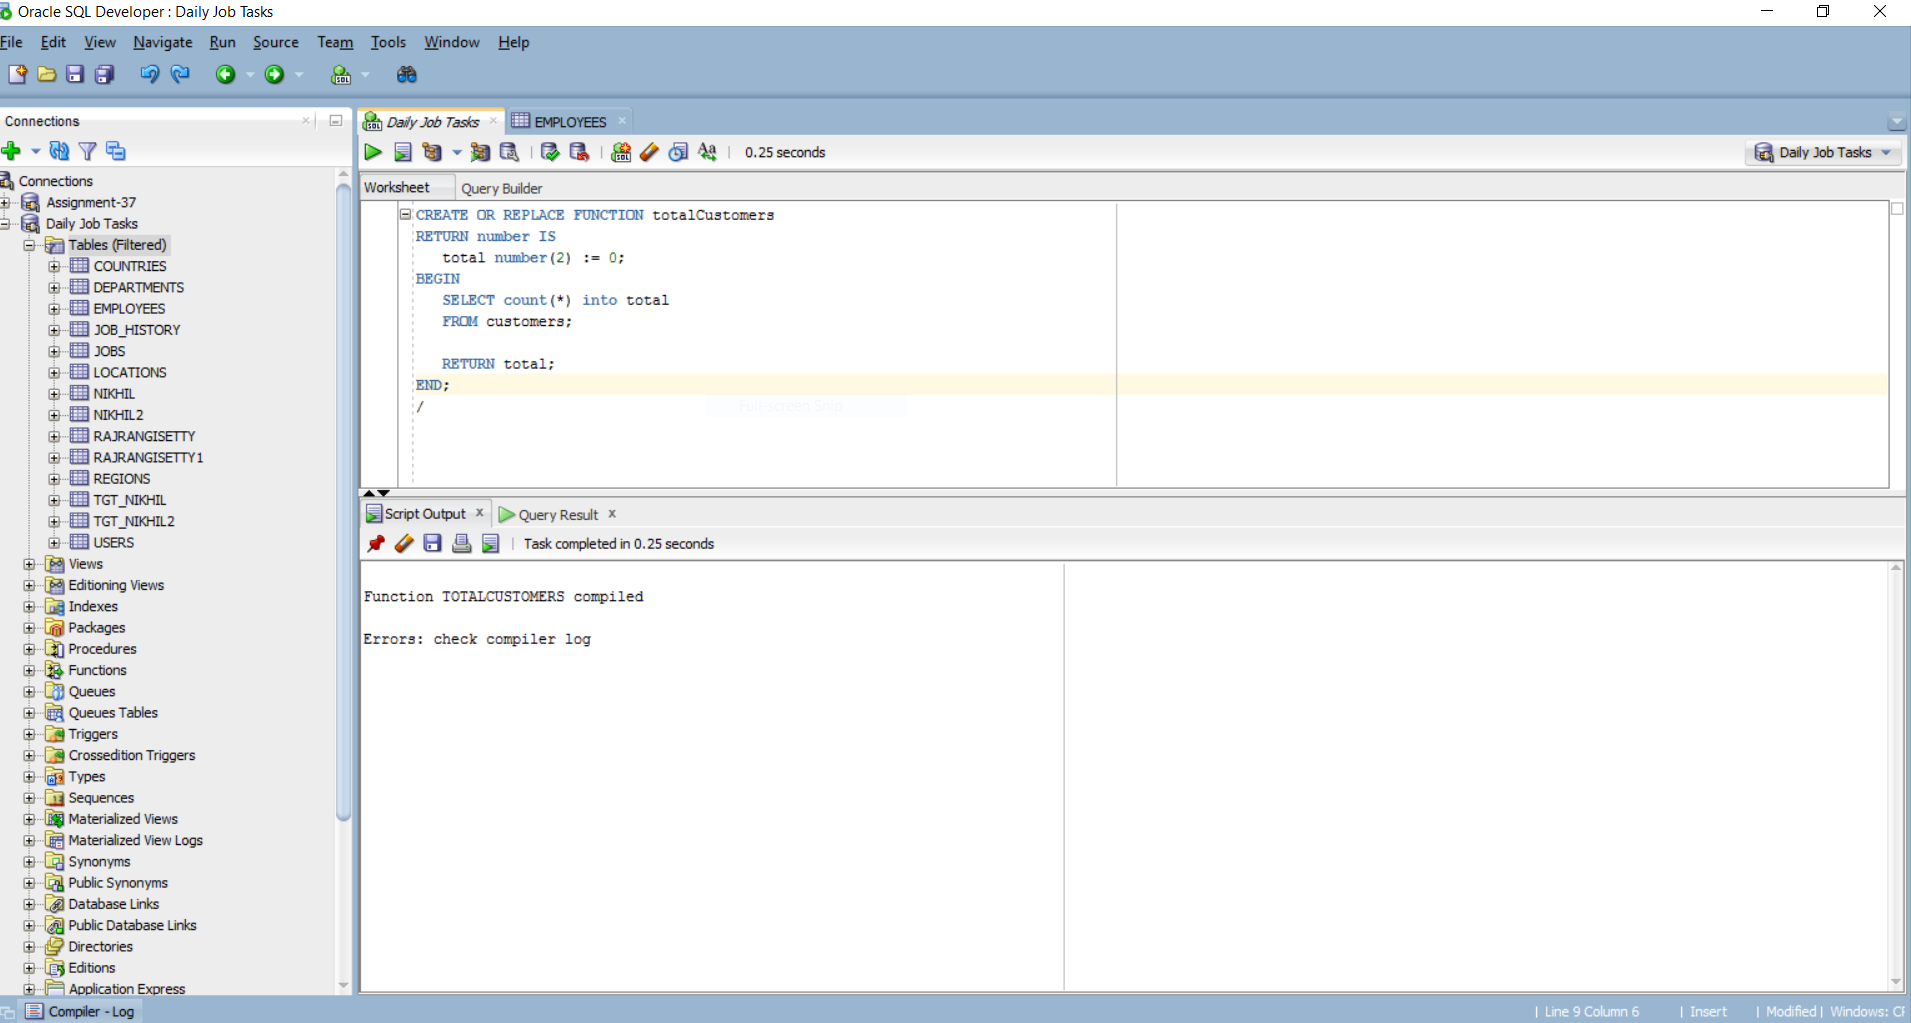 Oracle SQL Developer : Daily Job Tasks
File Edit View Navigate Run Source Team Tools Window Help
Connections
Daily Job Tasks
EMPLOYEES
0.25 seconds
Daily Job Tasks
Worksheet
Query Builder
Connections
Assignment-37
Daily Job Tasks
Tables (Filtered)
COUNTRIES
DEPARTMENTS
EMPLOYEES
JOB_HISTORY
JOBS
LOCATIONS
NIKHIL
NIKHIL2
RAJRANGISETTY
RAJRANGISETTY1
REGIONS
TGT_NIKHIL
TGT_NIKHIL2
USERS
Views
Editioning Views
Indexes
Packages
Procedures
Functions
Queues
Queues Tables
Triggers
Crossedition Triggers
Types
Sequences
Materialized Views
Materialized View Logs
Synonyms
Public Synonyms
Database Links
Public Database Links
Directories
Editions
Application Express
CREATE OR REPLACE FUNCTION totalCustomers
RETURN number IS
total number(2) := 0;
BEGIN
SELECT count(*) into total
FROM customers;
RETURN total;
END;
/
Full-screen Snip
Script Output
Query Result
Task completed in 0.25 seconds
Function TOTALCUSTOMERS compiled
Errors: check compiler log
Compiler - Log
| Line 9 Column 6 | Insert | Modified | Windows: